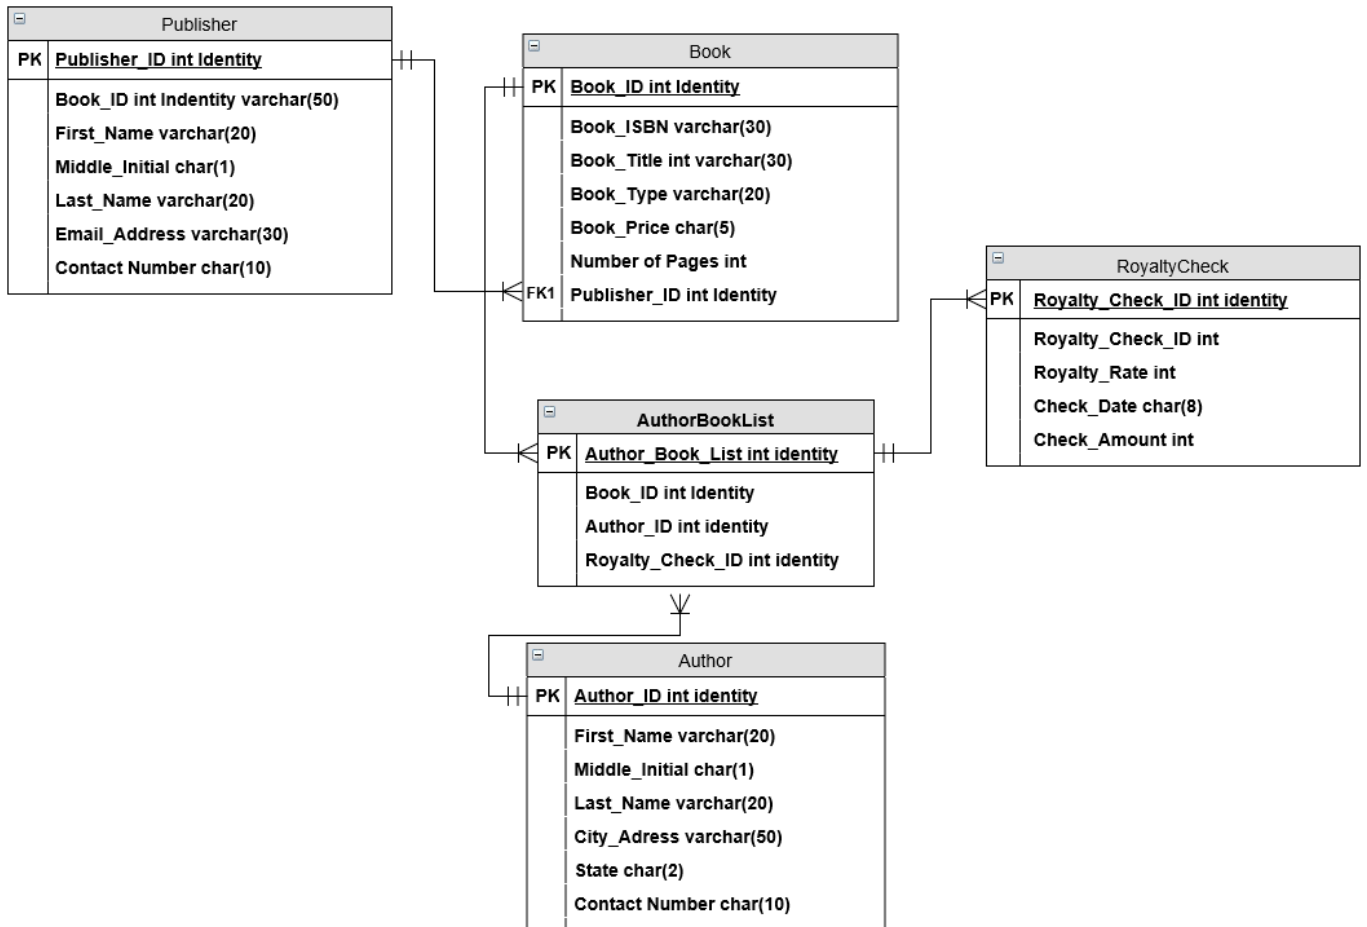 Publisher
PK Publisher_ID int Identity
Book_ID int Indentity varchar(50)
First_Name varchar(20)
Middle_Initial char(1)
Last_Name varchar(20)
Email_Address varchar(30)
Contact Number char(10)
Book
PK Book_ID int Identity
Book_ISBN varchar(30)
Book_Title int varchar(30)
Book_Type varchar(20)
Book_Price char(5)
Number of Pages int
FK1 Publisher_ID int Identity
RoyaltyCheck
PK Royalty_Check_ID int identity
Royalty_Check_ID int
Royalty_Rate int
Check_Date char(8)
Check_Amount int
AuthorBookList
PK Author_Book_List int identity
Book_ID int Identity
Author_ID int identity
Royalty_Check_ID int identity
Author
PK Author_ID int identity
First_Name varchar(20)
Middle_Initial char(1)
Last_Name varchar(20)
City_Adress varchar(50)
State char(2)
Contact Number char(10)